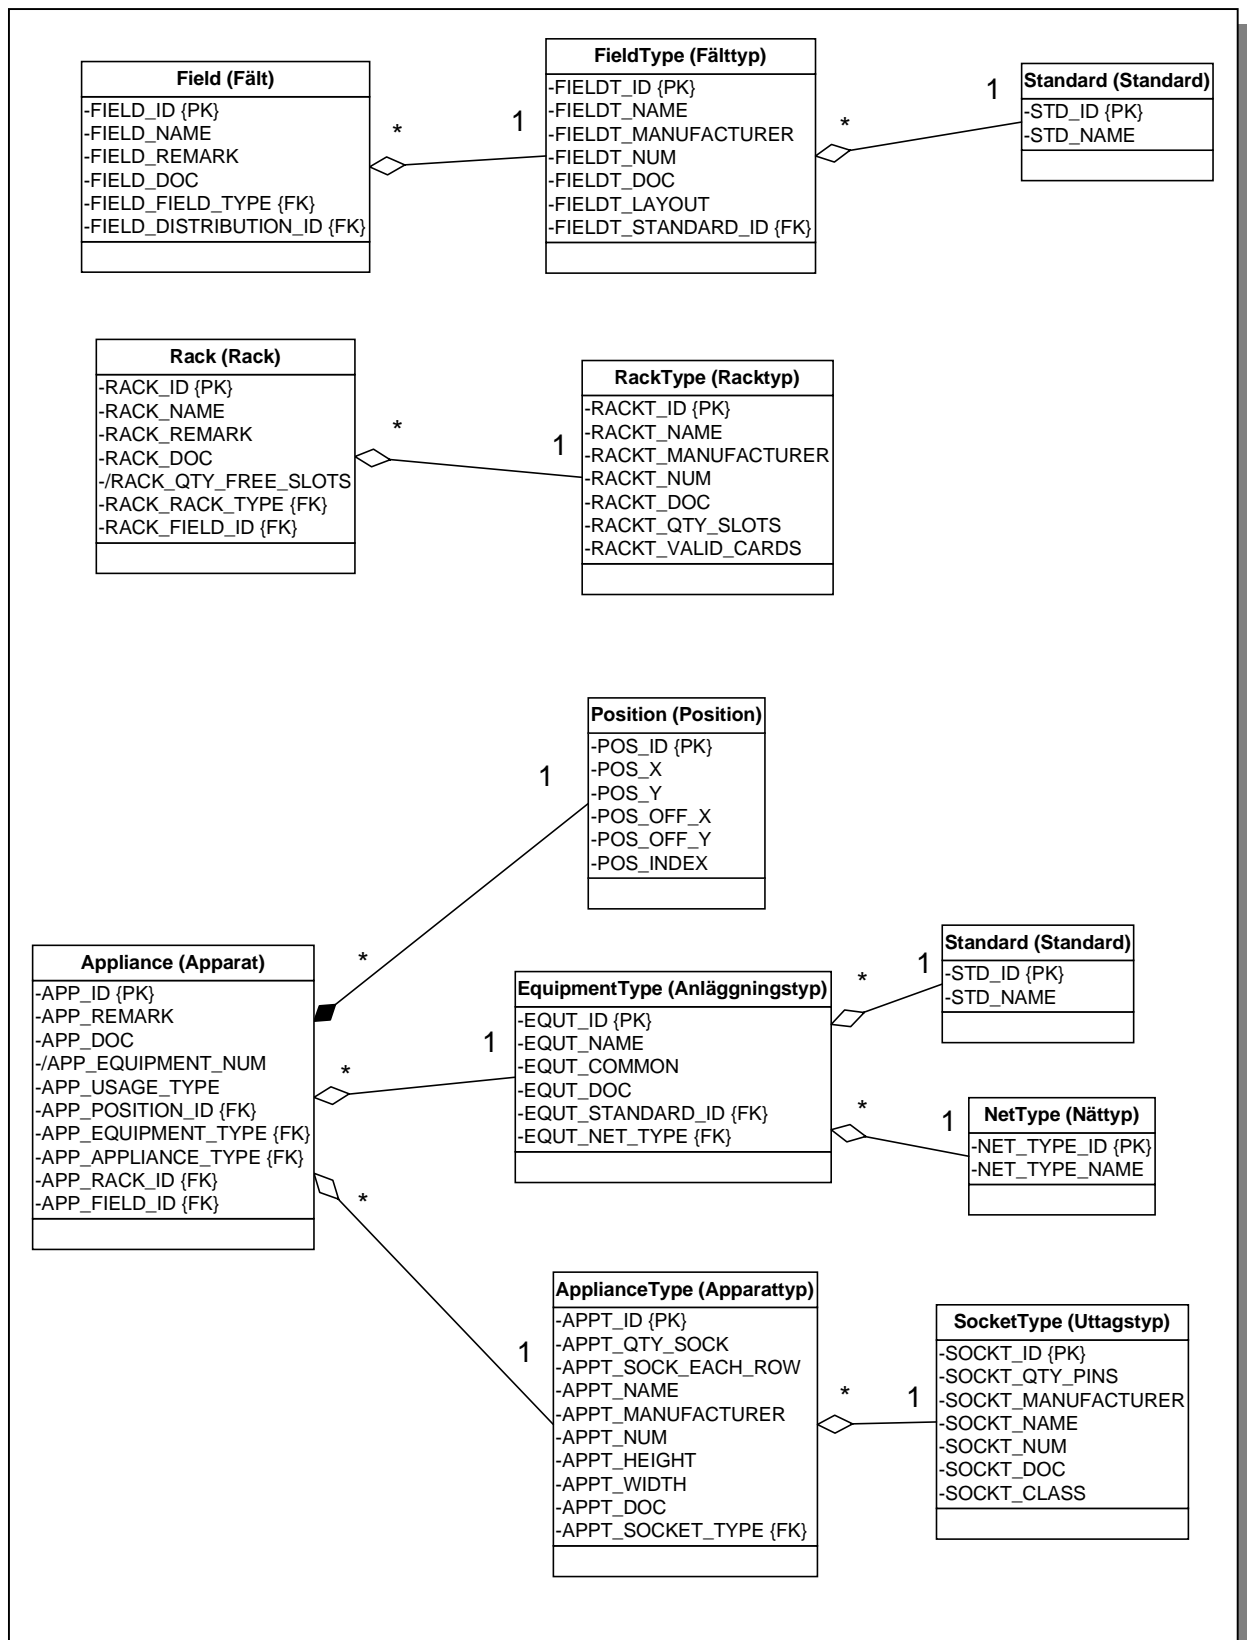 Field (Fält)
-FIELD_ID {PK}
-FIELD_NAME
-FIELD_REMARK
-FIELD_DOC
-FIELD_FIELD_TYPE {FK}
-FIELD_DISTRIBUTION_ID {FK}
*
1
FieldType (Fälttyp)
-FIELDT_ID {PK}
-FIELDT_NAME
-FIELDT_MANUFACTURER
-FIELDT_NUM
-FIELDT_DOC
-FIELDT_LAYOUT
-FIELDT_STANDARD_ID {FK}
*
1
Standard (Standard)
-STD_ID {PK}
-STD_NAME
Rack (Rack)
-RACK_ID {PK}
-RACK_NAME
-RACK_REMARK
-RACK_DOC
-/RACK_QTY_FREE_SLOTS
-RACK_RACK_TYPE {FK}
-RACK_FIELD_ID {FK}
*
1
RackType (Racktyp)
-RACKT_ID {PK}
-RACKT_NAME
-RACKT_MANUFACTURER
-RACKT_NUM
-RACKT_DOC
-RACKT_QTY_SLOTS
-RACKT_VALID_CARDS
Position (Position)
-POS_ID {PK}
-POS_X
-POS_Y
-POS_OFF_X
-POS_OFF_Y
-POS_INDEX
1
*
Appliance (Apparat)
-APP_ID {PK}
-APP_REMARK
-APP_DOC
-/APP_EQUIPMENT_NUM
-APP_USAGE_TYPE
-APP_POSITION_ID {FK}
-APP_EQUIPMENT_TYPE {FK}
-APP_APPLIANCE_TYPE {FK}
-APP_RACK_ID {FK}
-APP_FIELD_ID {FK}
*
1
*
1
EquipmentType (Anläggningstyp)
-EQUT_ID {PK}
-EQUT_NAME
-EQUT_COMMON
-EQUT_DOC
-EQUT_STANDARD_ID {FK}
-EQUT_NET_TYPE {FK}
*
1
Standard (Standard)
-STD_ID {PK}
-STD_NAME
*
1
NetType (Nättyp)
-NET_TYPE_ID {PK}
-NET_TYPE_NAME
ApplianceType (Apparattyp)
-APPT_ID {PK}
-APPT_QTY_SOCK
-APPT_SOCK_EACH_ROW
-APPT_NAME
-APPT_MANUFACTURER
-APPT_NUM
-APPT_HEIGHT
-APPT_WIDTH
-APPT_DOC
-APPT_SOCKET_TYPE {FK}
*
1
SocketType (Uttagstyp)
-SOCKT_ID {PK}
-SOCKT_QTY_PINS
-SOCKT_MANUFACTURER
-SOCKT_NAME
-SOCKT_NUM
-SOCKT_DOC
-SOCKT_CLASS